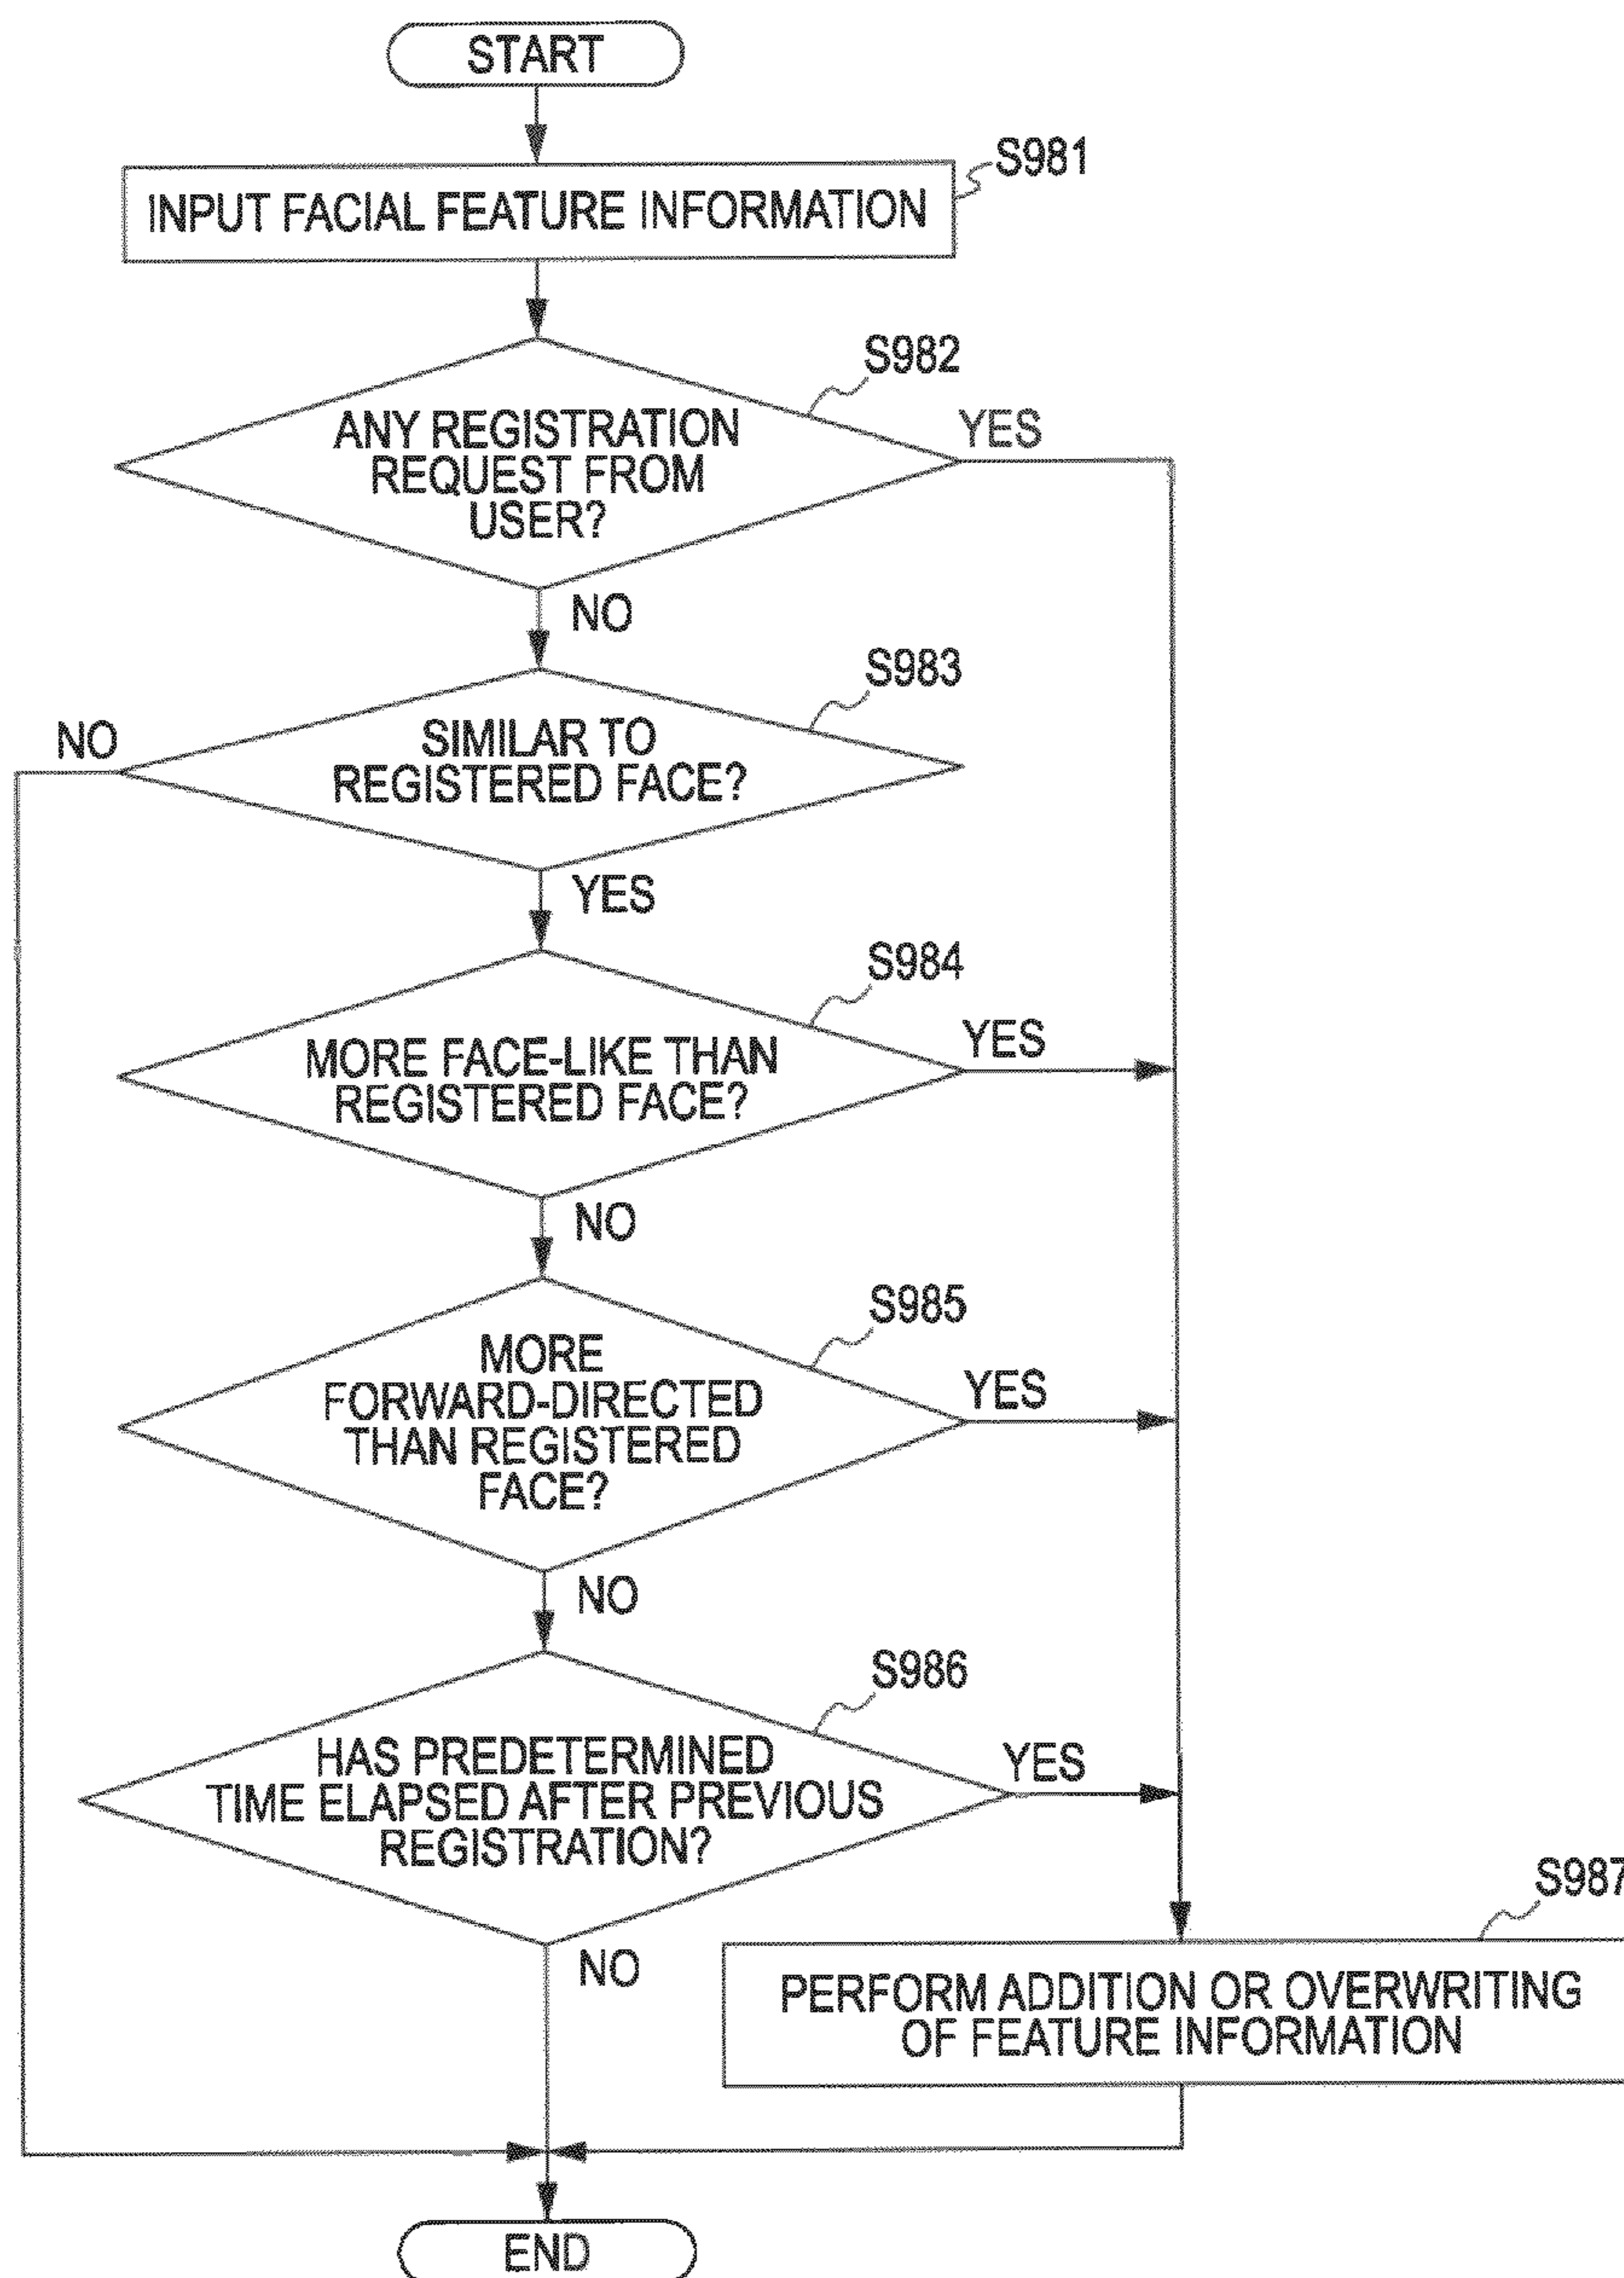 START
S981
INPUT FACIAL FEATURE INFORMATION
S982
ANY REGISTRATION
REQUEST FROM
USER?
YES
NO
S983
SIMILAR TO
REGISTERED FACE?
NO
YES
S984
MORE FACE-LIKE THAN
REGISTERED FACE?
YES
NO
S985
MORE
FORWARD-DIRECTED
THAN REGISTERED
FACE?
YES
NO
S986
HAS PREDETERMINED
TIME ELAPSED AFTER PREVIOUS
REGISTRATION?
YES
NO
S987
PERFORM ADDITION OR OVERWRITING
OF FEATURE INFORMATION
END